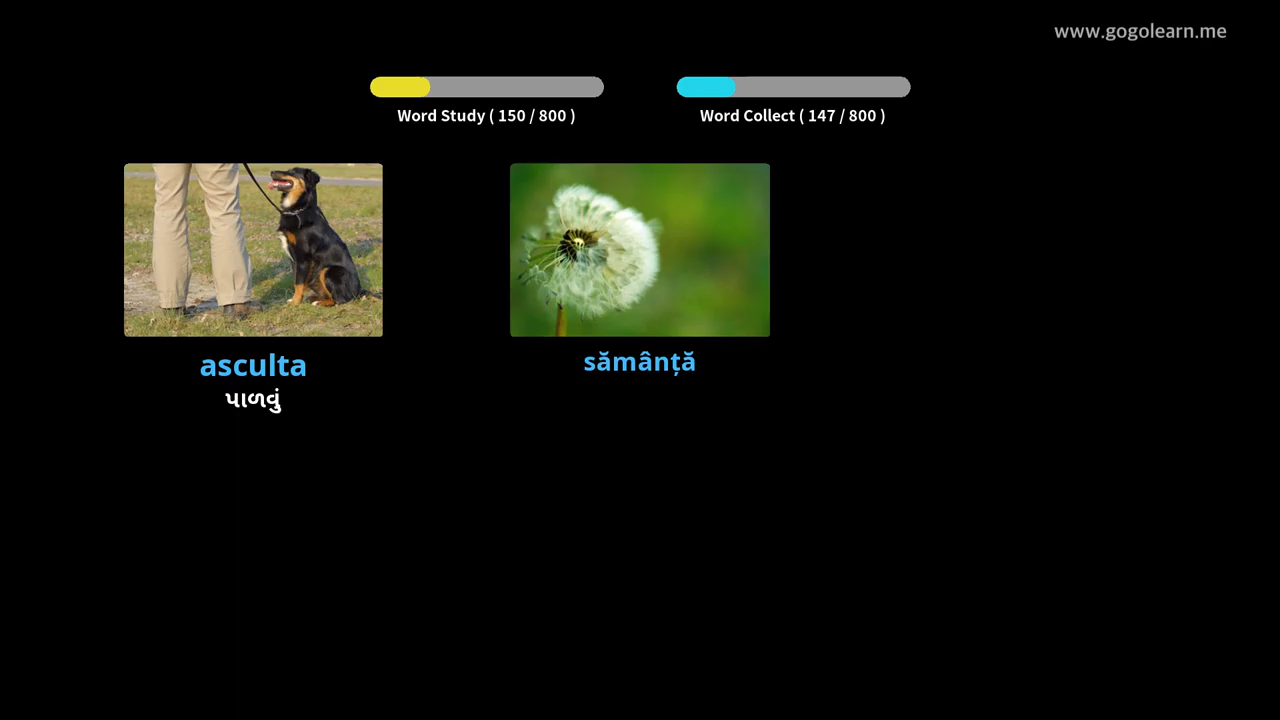 www.gogolearn.me
Word Study ( 150 / 800 )
Word Collect ( 147 / 800 )
asculta
પાળવું
sămânță